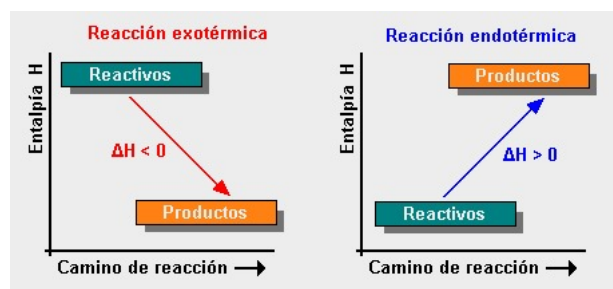 Reacción exotérmica
Entalpía H
Reactivos
ΔH < 0
Productos
Camino de reacción
Reacción endotérmica
Entalpía H
Productos
ΔH > 0
Reactivos
Camino de reacción